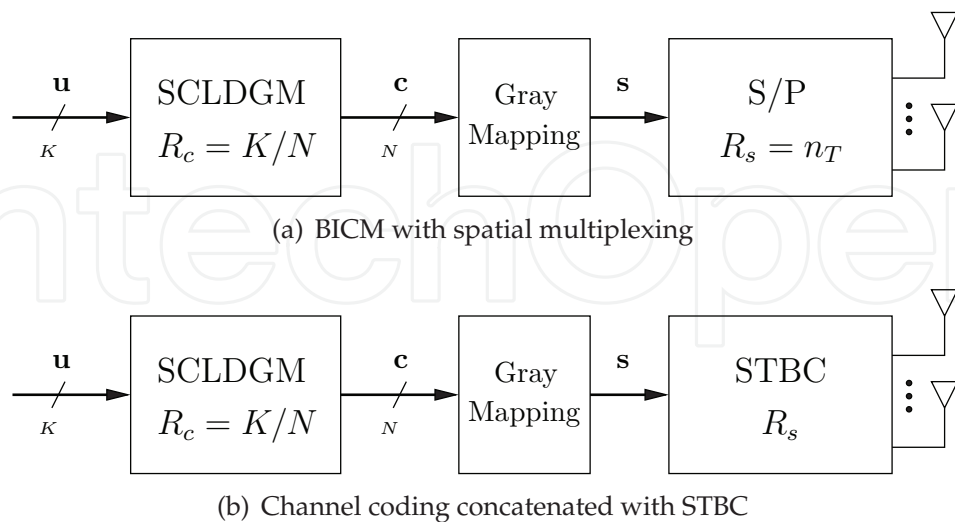 u
K
SCLDGM
R_c = K/N
c
N
Gray
Mapping
s
S/P
R_s = n_T
(a) BICM with spatial multiplexing
ntechOpen
u
K
SCLDGM
R_c = K/N
c
N
Gray
Mapping
s
STBC
R_s
(b) Channel coding concatenated with STBC